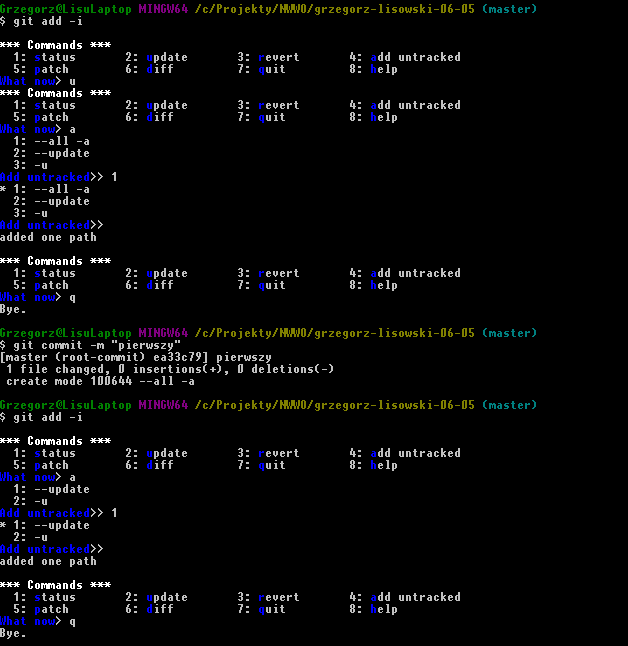 Grzegorz@LisuLaptop MINGW64 /c/Projekty/NWWO/grzegorz-lisowski-06-05 (master)
$ git add -i

*** Commands ***
  1: status       2: update       3: revert       4: add untracked
  5: patch        6: diff         7: quit         8: help
What now> u
*** Commands ***
  1: status       2: update       3: revert       4: add untracked
  5: patch        6: diff         7: quit         8: help
What now> a
  1: --all -a
  2: --update
  3: -u
Add untracked>> 1
* 1: --all -a
  2: --update
  3: -u
Add untracked>>
added one path

*** Commands ***
  1: status       2: update       3: revert       4: add untracked
  5: patch        6: diff         7: quit         8: help
What now> q
Bye.

Grzegorz@LisuLaptop MINGW64 /c/Projekty/NWWO/grzegorz-lisowski-06-05 (master)
$ git commit -m "pierwszy"
[master (root-commit) ea33c79] pierwszy
 1 file changed, 0 insertions(+), 0 deletions(-)
 create mode 100644 --all -a

Grzegorz@LisuLaptop MINGW64 /c/Projekty/NWWO/grzegorz-lisowski-06-05 (master)
$ git add -i

*** Commands ***
  1: status       2: update       3: revert       4: add untracked
  5: patch        6: diff         7: quit         8: help
What now> a
  1: --update
  2: -u
Add untracked>> 1
* 1: --update
  2: -u
Add untracked>>
added one path

*** Commands ***
  1: status       2: update       3: revert       4: add untracked
  5: patch        6: diff         7: quit         8: help
What now> q
Bye.